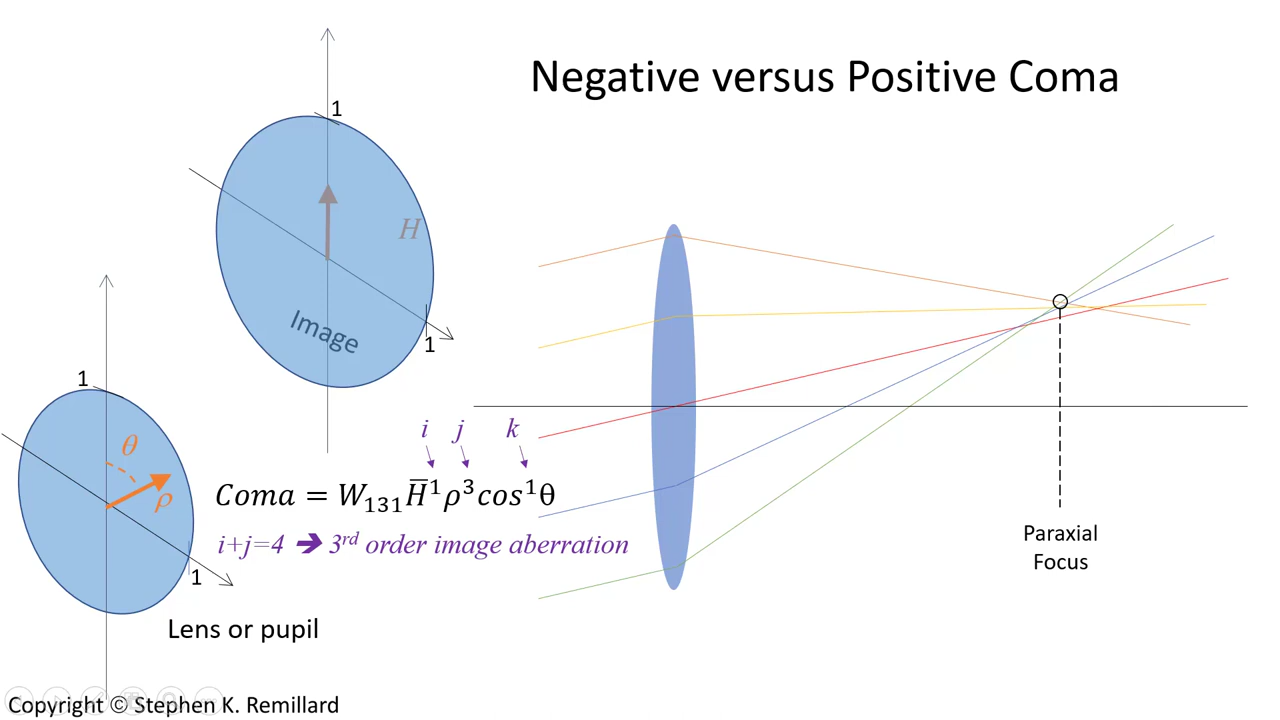 Negative versus Positive Coma
1
H
Image
1
1
θ
ρ
1
i j k
Coma = W₁₃₁H̅¹ρ³cos¹θ
i+j=4 ➔ 3rd order image aberration
Lens or pupil
Paraxial
Focus
Copyright © Stephen K. Remillard